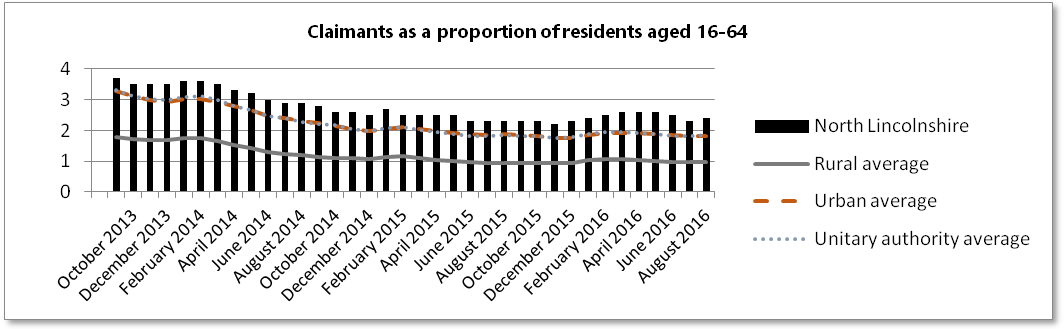 Claimants as a proportion of residents aged 16-64
4
3
2
1
0
October 2013
December 2013
February 2014
April 2014
June 2014
August 2014
October 2014
December 2014
February 2015
April 2015
June 2015
August 2015
October 2015
December 2015
February 2016
April 2016
June 2016
August 2016
North Lincolnshire
Rural average
Urban average
Unitary authority average